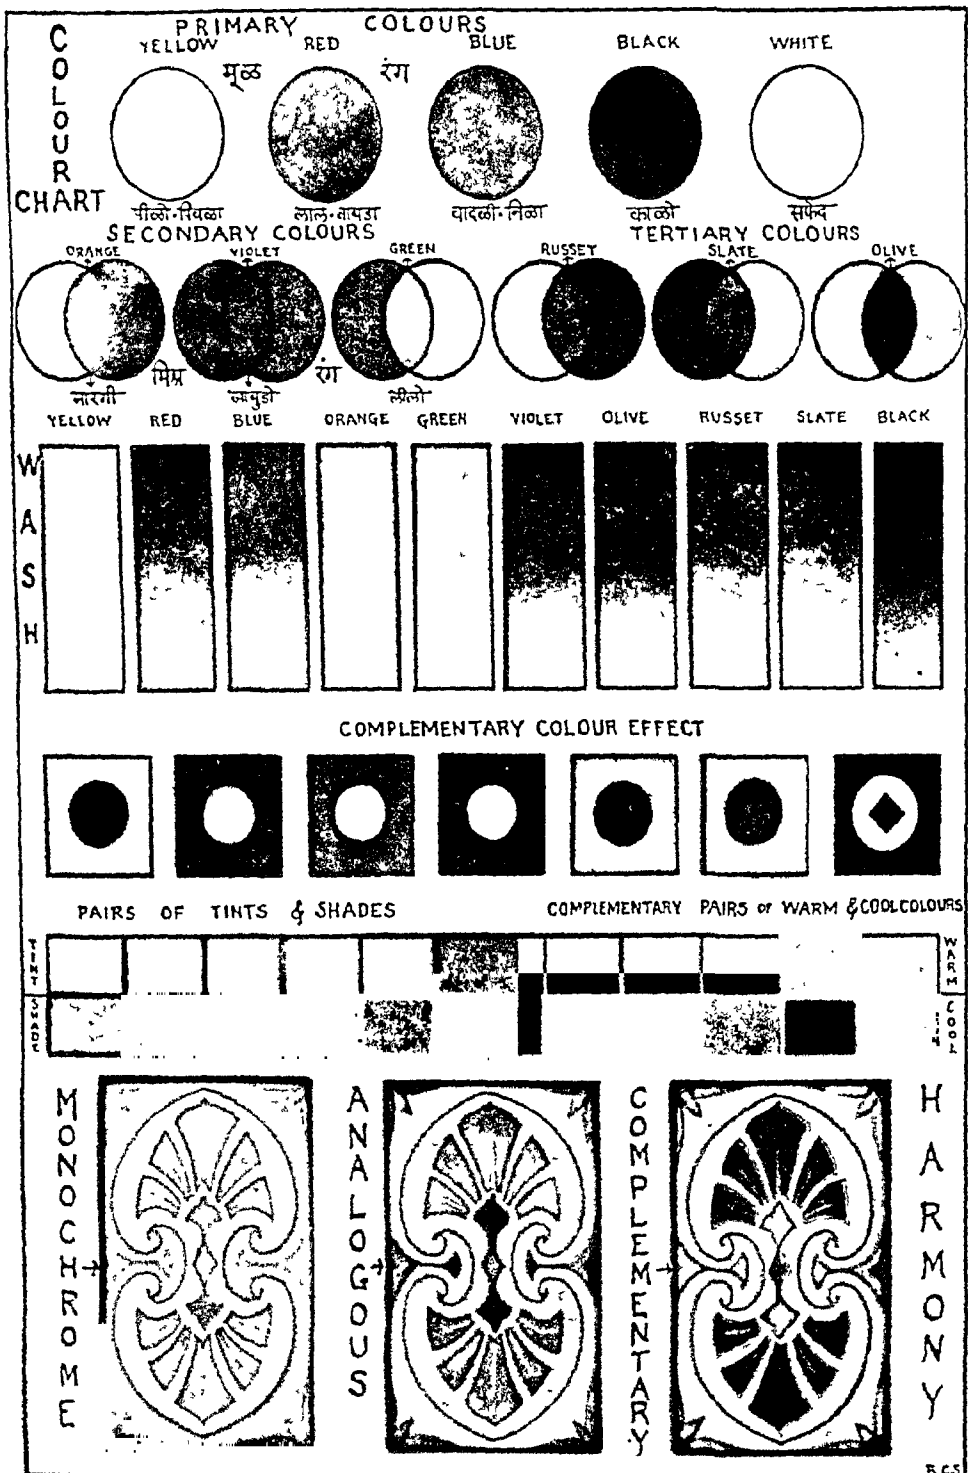 COLOUR CHART
PRIMARY COLOURS
YELLOW RED BLUE BLACK WHITE
मूळ रंग
पीळो·पिवळा लाल· वादळी·निळा काळो सफेद
SECONDARY COLOURS TERTIARY COLOURS
ORANGE VIOLET GREEN RUSSET SLATE OLIVE
मिश्र रंग
नारंगी लीलो
YELLOW RED BLUE ORANGE GREEN VIOLET OLIVE RUSSET SLATE BLACK
WASH
COMPLEMENTARY COLOUR EFFECT
PAIRS OF TINTS & SHADES COMPLEMENTARY PAIRS OF WARM & COOL COLOURS
TINT WARM
SHADE COOL
MONOCHROME ANALOGOUS COMPLEMENTARY HARMONY
R.C.S